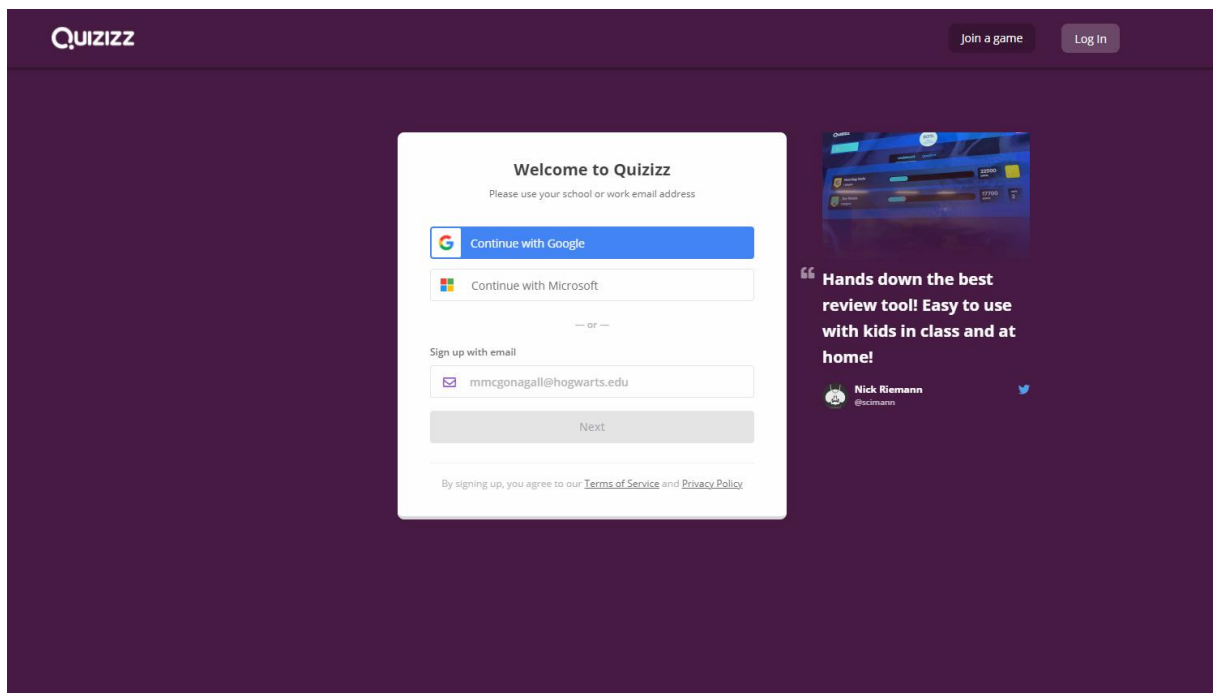 Quizizz
Join a game
Log In
Welcome to Quizizz
Please use your school or work email address
Continue with Google
Continue with Microsoft
— or —
Sign up with email
mmcgonagall@hogwarts.edu
Next
By signing up, you agree to our Terms of Service and Privacy Policy
Quizizz
22500
17700
“ Hands down the best
review tool! Easy to use
with kids in class and at
home!
Nick Riemann
@scimann